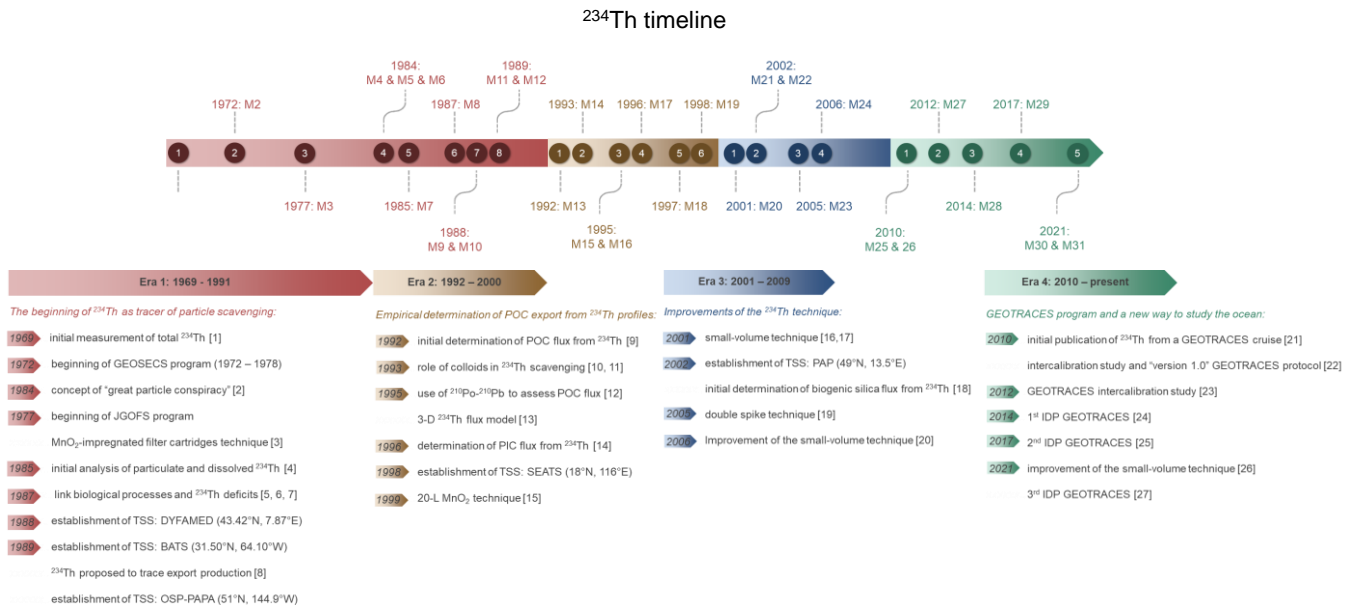 ²³⁴Th timeline
1984:
M4 & M5 & M6
1989:
M11 & M12
2002:
M21 & M22
1972: M2
1987: M8
1993: M14
1996: M17
1998: M19
2006: M24
2012: M27
2017: M29
1 2 3 4 5 6 7 8 1 2 3 4 5 6 1 2 3 4 1 2 3 4 5
1977: M3
1985: M7
1992: M13
1997: M18
2001: M20
2005: M23
2014: M28
1988:
M9 & M10
1995:
M15 & M16
2010:
M25 & 26
2021:
M30 & M31
Era 1: 1969 - 1991
The beginning of ²³⁴Th as tracer of particle scavenging:
1969 initial measurement of total ²³⁴Th [1]
1972 beginning of GEOSECS program (1972 – 1978)
1984 concept of “great particle conspiracy” [2]
1977 beginning of JGOFS program
MnO₂-impregnated filter cartridges technique [3]
1985 initial analysis of particulate and dissolved ²³⁴Th [4]
1987 link biological processes and ²³⁴Th deficits [5, 6, 7]
1988 establishment of TSS: DYFAMED (43.42°N, 7.87°E)
1989 establishment of TSS: BATS (31.50°N, 64.10°W)
²³⁴Th proposed to trace export production [8]
establishment of TSS: OSP-PAPA (51°N, 144.9°W)
Era 2: 1992 – 2000
Empirical determination of POC export from ²³⁴Th profiles:
1992 initial determination of POC flux from ²³⁴Th [9]
1993 role of colloids in ²³⁴Th scavenging [10, 11]
1995 use of ²¹⁰Po-²¹⁰Pb to assess POC flux [12]
3-D ²³⁴Th flux model [13]
1996 determination of PIC flux from ²³⁴Th [14]
1998 establishment of TSS: SEATS (18°N, 116°E)
1999 20-L MnO₂ technique [15]
Era 3: 2001 – 2009
Improvements of the ²³⁴Th technique:
2001 small-volume technique [16,17]
2002 establishment of TSS: PAP (49°N, 13.5°E)
initial determination of biogenic silica flux from ²³⁴Th [18]
2005 double spike technique [19]
2006 Improvement of the small-volume technique [20]
Era 4: 2010 – present
GEOTRACES program and a new way to study the ocean:
2010 initial publication of ²³⁴Th from a GEOTRACES cruise [21]
intercalibration study and “version 1.0” GEOTRACES protocol [22]
2012 GEOTRACES intercalibration study [23]
2014 1ˢᵗ IDP GEOTRACES [24]
2017 2ⁿᵈ IDP GEOTRACES [25]
2021 improvement of the small-volume technique [26]
3ʳᵈ IDP GEOTRACES [27]